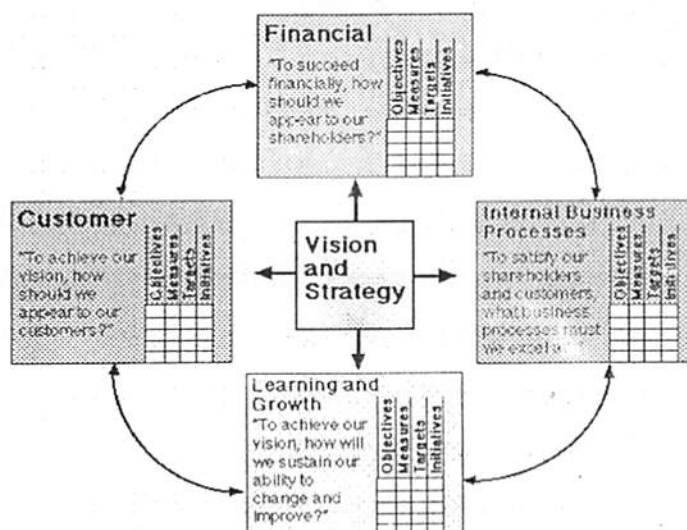 Financial
"To succeed
financially, how
should we
appear to our
shareholders?"
Objectives
Measures
Targets
Initiatives
Customer
"To achieve our
vision, how
should we
appear to our
customers?"
Objectives
Measures
Targets
Initiatives
Vision
and
Strategy
Internal Business
Processes
"To satisfy our
shareholders
and customers,
what business
processes must
we excel
Objectives
Measures
Targets
Initiatives
Learning and
Growth
"To achieve our
vision, how will
we sustain our
ability to
change and
improve?"
Objectives
Measures
Targets
Initiatives